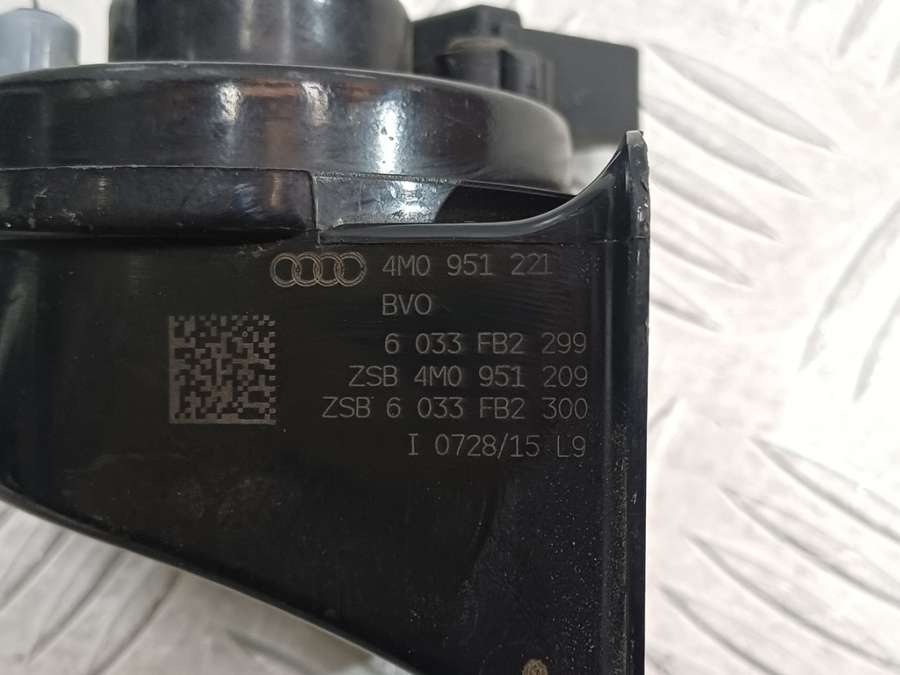 4M0 951 221
BVO
6 033 FB2 299
ZSB 4M0 951 209
ZSB 6 033 FB2 300
I 0728/15 L9